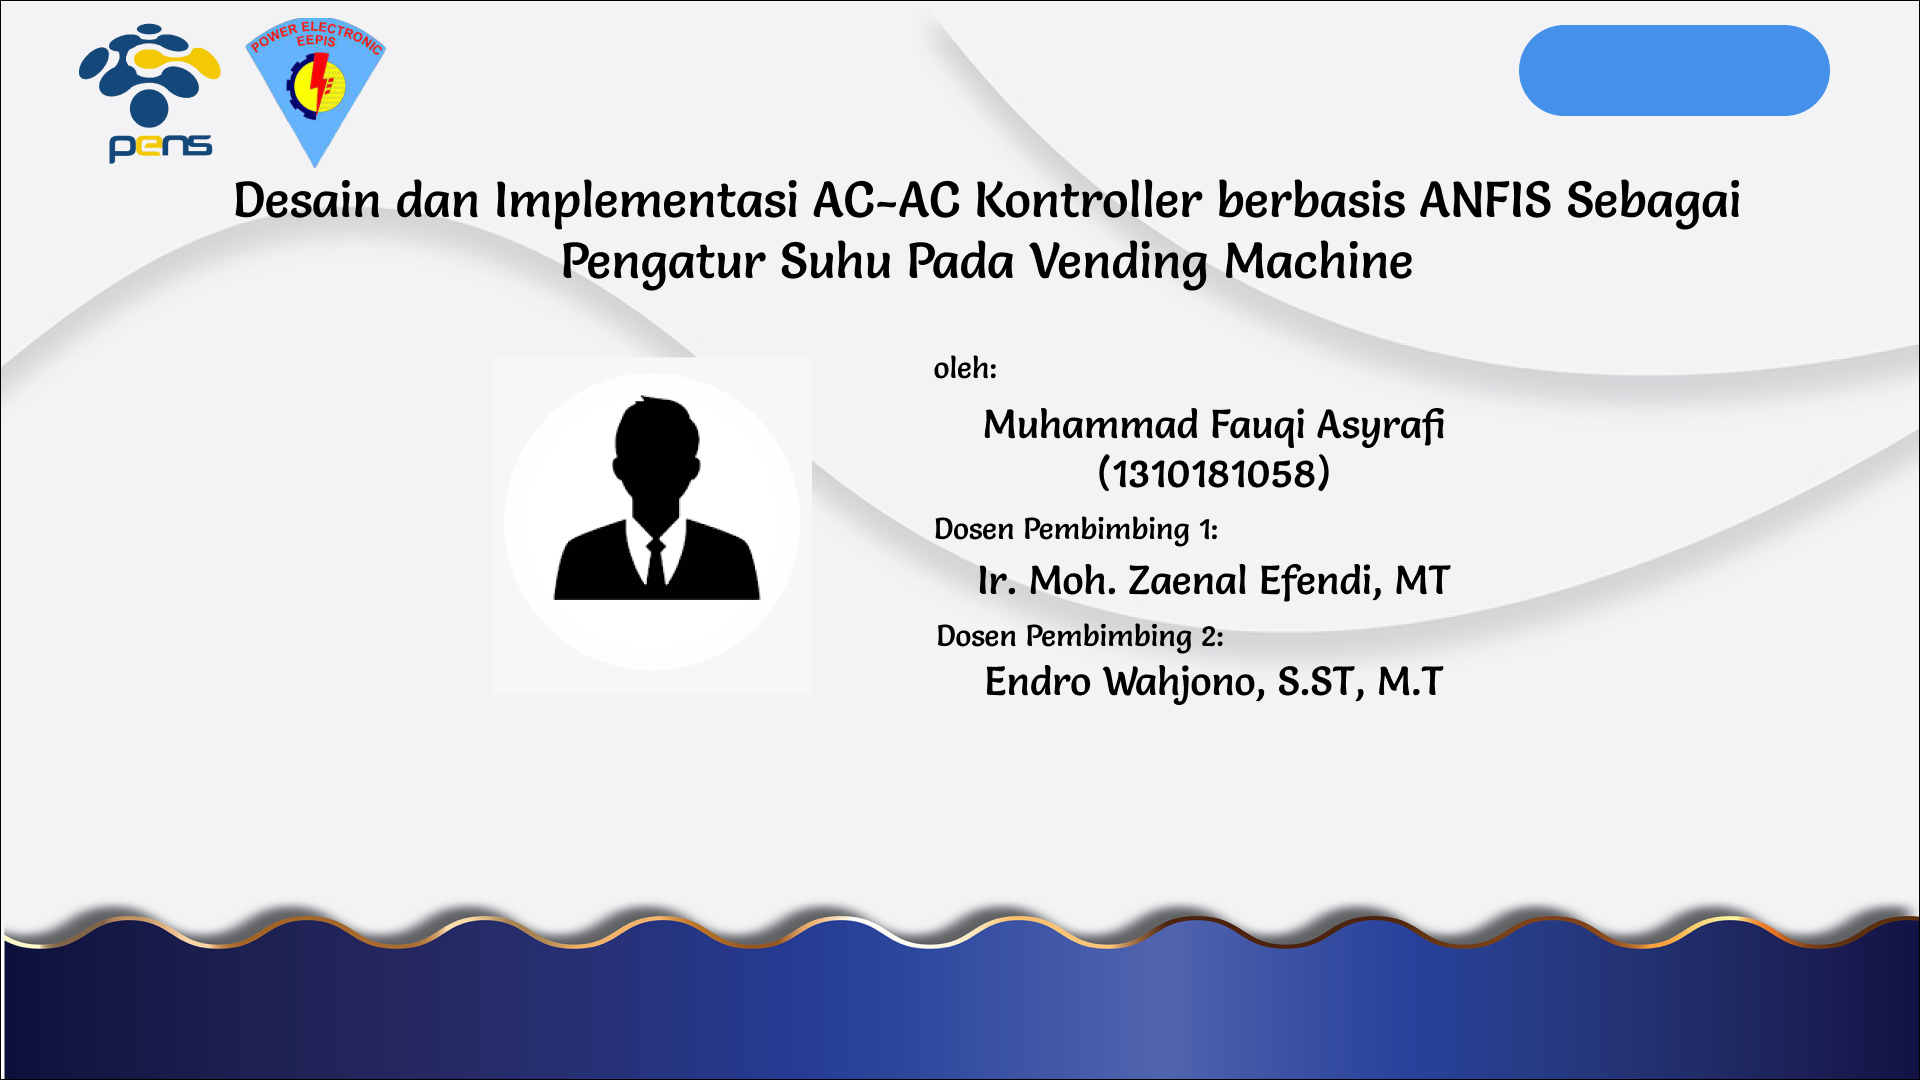 pens
POWER ELECTRONIC
EEPIS
Desain dan Implementasi AC-AC Kontroller berbasis ANFIS Sebagai
Pengatur Suhu Pada Vending Machine
oleh:
Muhammad Fauqi Asyrafi
(1310181058)
Dosen Pembimbing 1:
Ir. Moh. Zaenal Efendi, MT
Dosen Pembimbing 2:
Endro Wahjono, S.ST, M.T